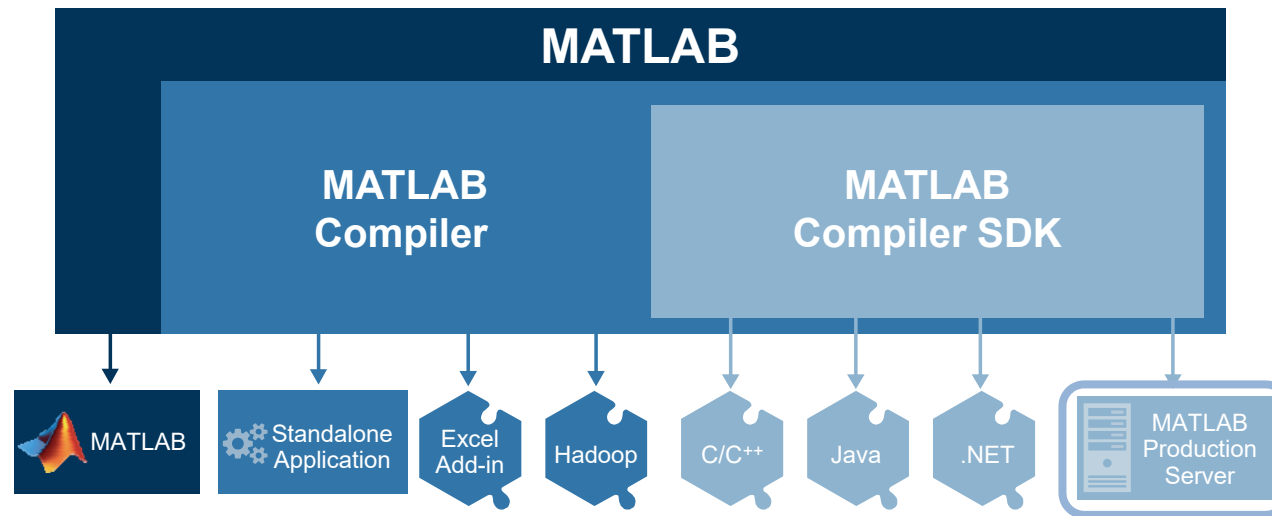 MATLAB
MATLAB
Compiler
MATLAB
Compiler SDK
MATLAB
Standalone
Application
Excel
Add-in
Hadoop
C/C++
Java
.NET
MATLAB
Production
Server